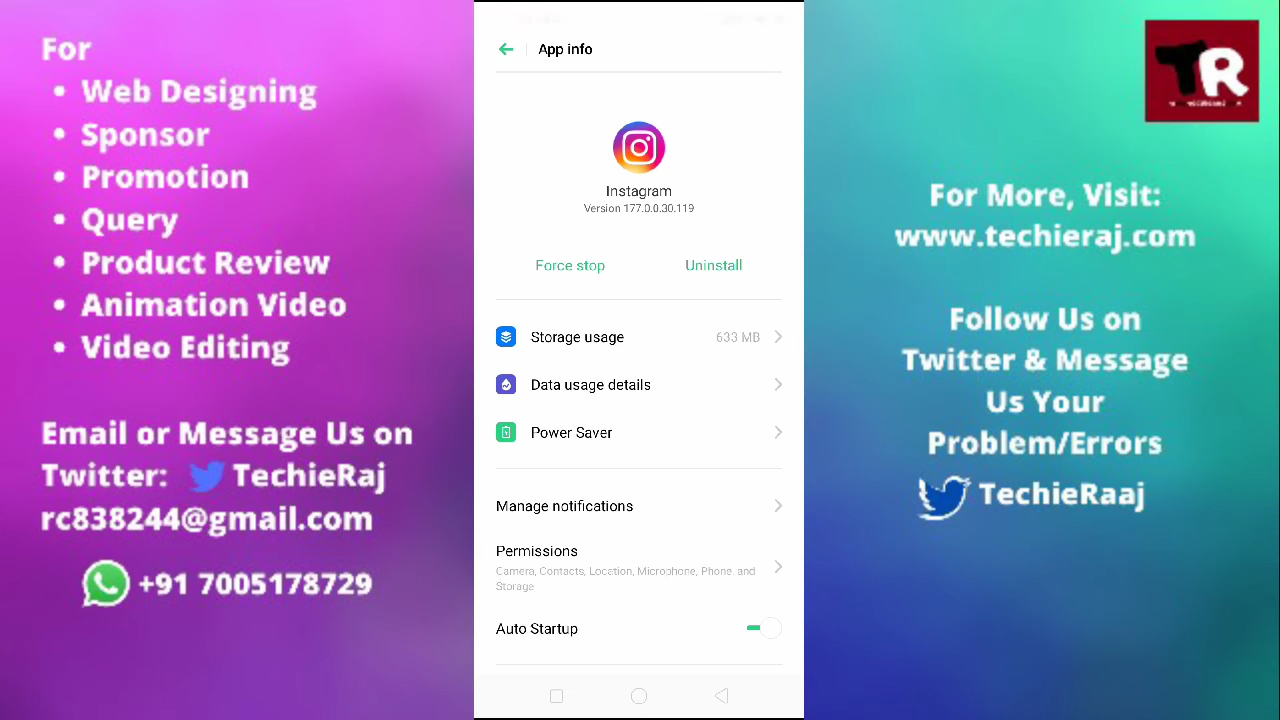 For
• Web Designing
• Sponsor
• Promotion
• Query
• Product Review
• Animation Video
• Video Editing
Email or Message Us on
Twitter: TechieRaj
rc838244@gmail.com
+91 7005178729
App info
Instagram
Version 177.0.0.30.119
Force stop
Uninstall
Storage usage
633 MB
Data usage details
Power Saver
Manage notifications
Permissions
Camera, Contacts, Location, Microphone, Phone, and
Storage
Auto Startup
TR
For More, Visit:
www.techieraj.com
Follow Us on
Twitter & Message
Us Your
Problem/Errors
TechieRaaj